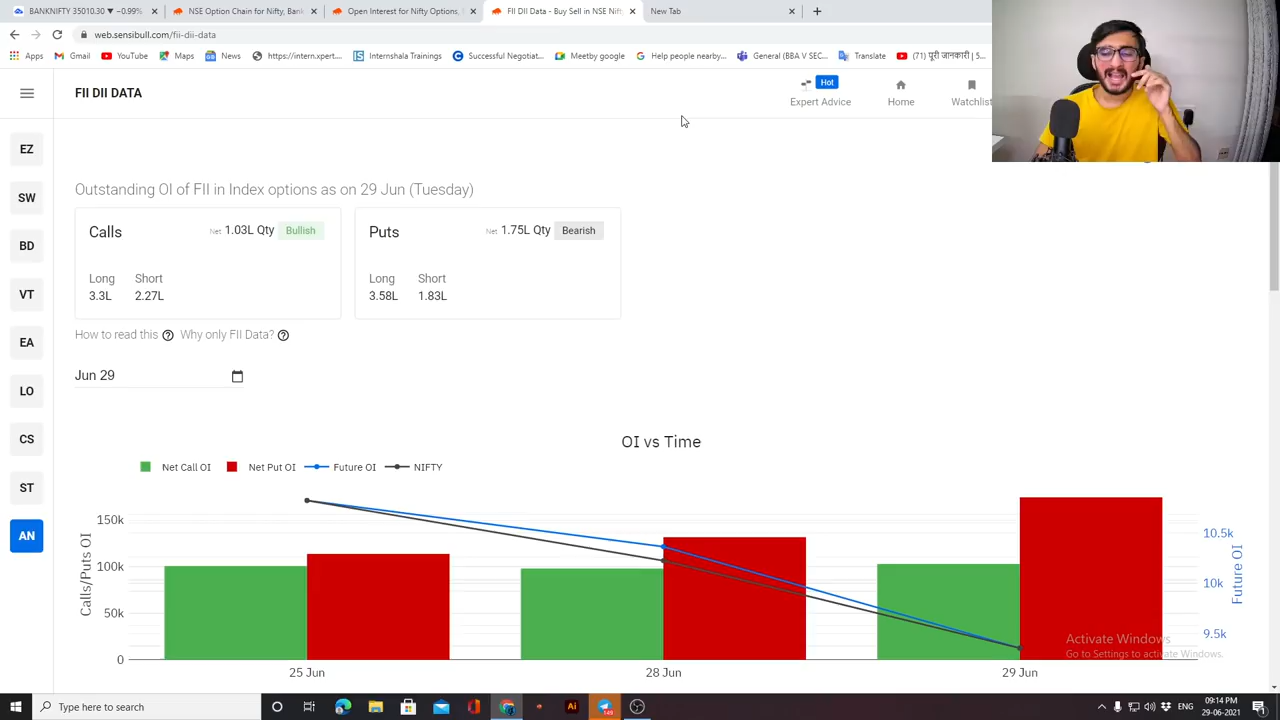 BANKNIFTY 35010.30 ▾ −0.99%
NSE Option Chain for Nifty, Bank
Open Interest for Nifty Options,
FII DII Data - Buy Sell in NSE Nift
New Tab
web.sensibull.com/fii-dii-data
Apps
Gmail
YouTube
Maps
News
https://intern.xpert....
Internshala Trainings
Successful Negotiat...
Meetby google
Help people nearby...
General (BBA V SEC...
Translate
(71) पूरी जानकारी |...
FII DII DATA
Hot
Expert Advice
Home
Watchlist
EZ
SW
BD
VT
EA
LO
CS
ST
AN
Outstanding OI of FII in Index options as on 29 Jun (Tuesday)
Calls
Net 1.03L Qty Bullish
Long Short
3.3L 2.27L
Puts
Net 1.75L Qty Bearish
Long Short
3.58L 1.83L
How to read this Why only FII Data?
Jun 29
OI vs Time
Net Call OI Net Put OI Future OI NIFTY
Calls/Puts OI
150k
100k
50k
0
25 Jun 28 Jun 29 Jun
10.5k
10k
9.5k
Future OI
Activate Windows
Go to Settings to activate Windows.
Type here to search
Ai
149
ENG
09:14 PM
29-06-2021